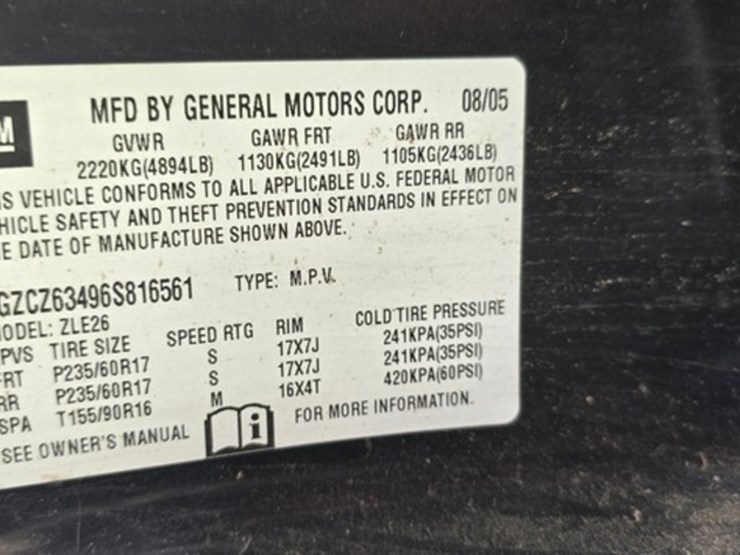 M
MFD BY GENERAL MOTORS CORP. 08/05
GVWR GAWR FRT GAWR RR
2220KG(4894LB) 1130KG(2491LB) 1105KG(2436LB)
IS VEHICLE CONFORMS TO ALL APPLICABLE U.S. FEDERAL MOTOR
HICLE SAFETY AND THEFT PREVENTION STANDARDS IN EFFECT ON
E DATE OF MANUFACTURE SHOWN ABOVE.
GZCZ63496S816561 TYPE: M.P.V.
ODEL: ZLE26
PVS TIRE SIZE SPEED RTG RIM COLD TIRE PRESSURE
FRT P235/60R17 S 17X7J 241KPA(35PSI)
RR P235/60R17 S 17X7J 241KPA(35PSI)
SPA T155/90R16 M 16X4T 420KPA(60PSI)
SEE OWNER'S MANUAL i FOR MORE INFORMATION.